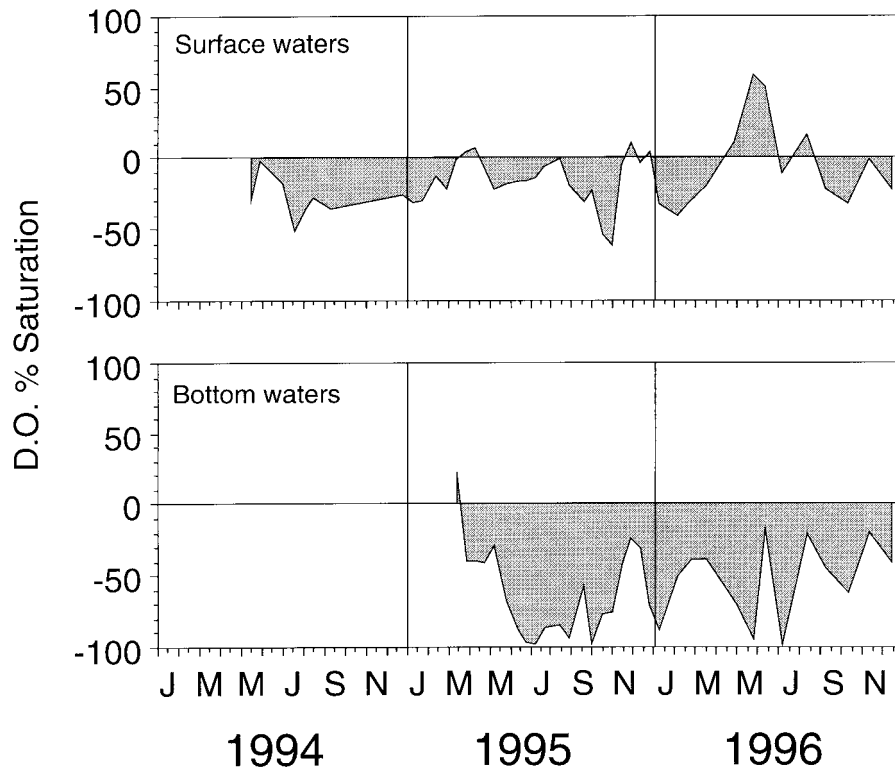 D.O. % Saturation
100
50
0
-50
-100
Surface waters
100
50
0
-50
-100
Bottom waters
J M M J S N J M M J S N J M M J S N
1994 1995 1996